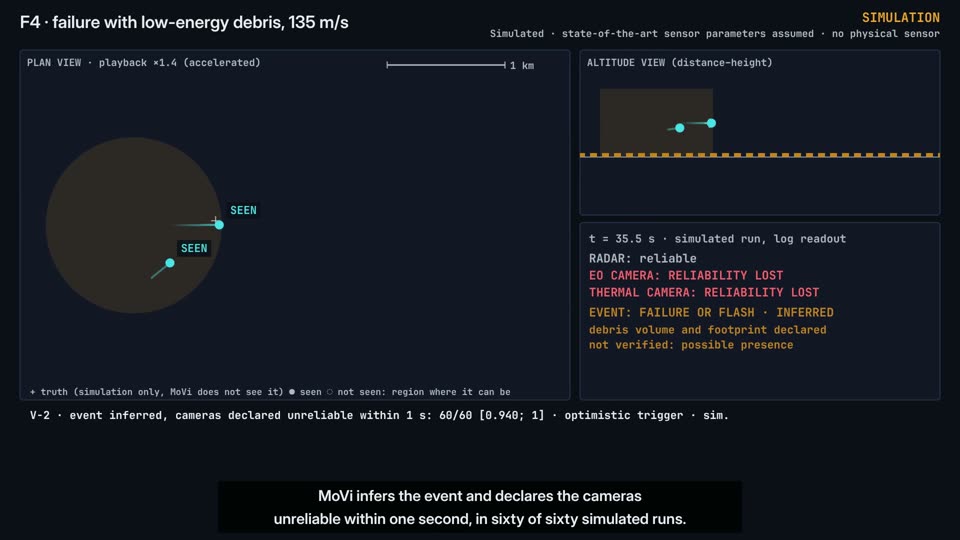 F4 · failure with low-energy debris, 135 m/s
SIMULATION
Simulated · state-of-the-art sensor parameters assumed · no physical sensor
PLAN VIEW · playback ×1.4 (accelerated)
1 km
SEEN
SEEN
+ truth (simulation only, MoVi does not see it) ● seen ◌ not seen: region where it can be
ALTITUDE VIEW (distance-height)
t = 35.5 s · simulated run, log readout
RADAR: reliable
EO CAMERA: RELIABILITY LOST
THERMAL CAMERA: RELIABILITY LOST
EVENT: FAILURE OR FLASH · INFERRED
debris volume and footprint declared
not verified: possible presence
V-2 · event inferred, cameras declared unreliable within 1 s: 60/60 [0.940; 1] · optimistic trigger · sim.
MoVi infers the event and declares the cameras
unreliable within one second, in sixty of sixty simulated runs.